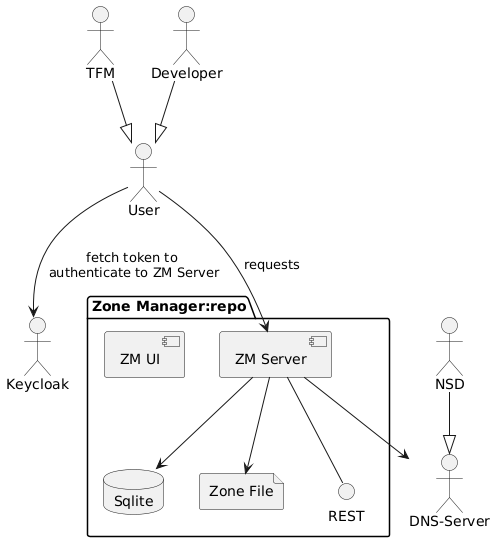 TFM
Developer
User
fetch token to
authenticate to ZM Server
requests
Zone Manager:repo
Keycloak
ZM UI
ZM Server
NSD
Sqlite
Zone File
REST
DNS-Server